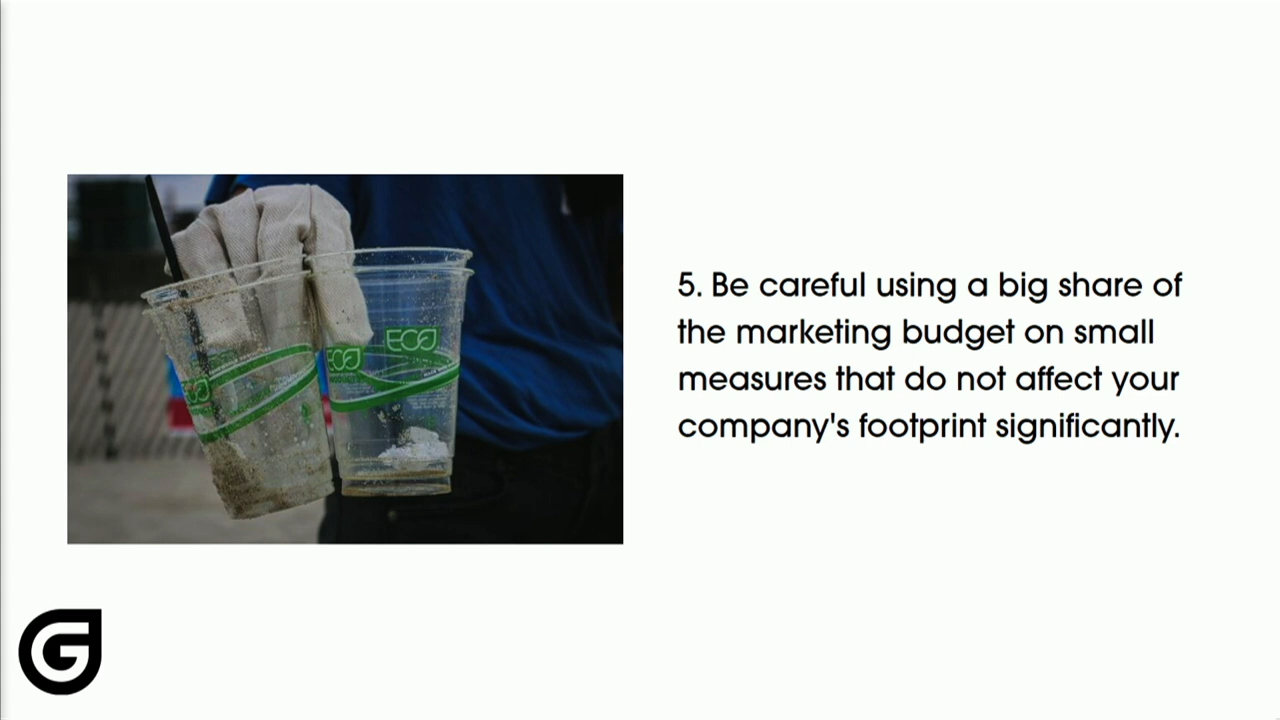 5. Be careful using a big share of
the marketing budget on small
measures that do not affect your
company's footprint significantly.
ECO
ECO
ECO
G